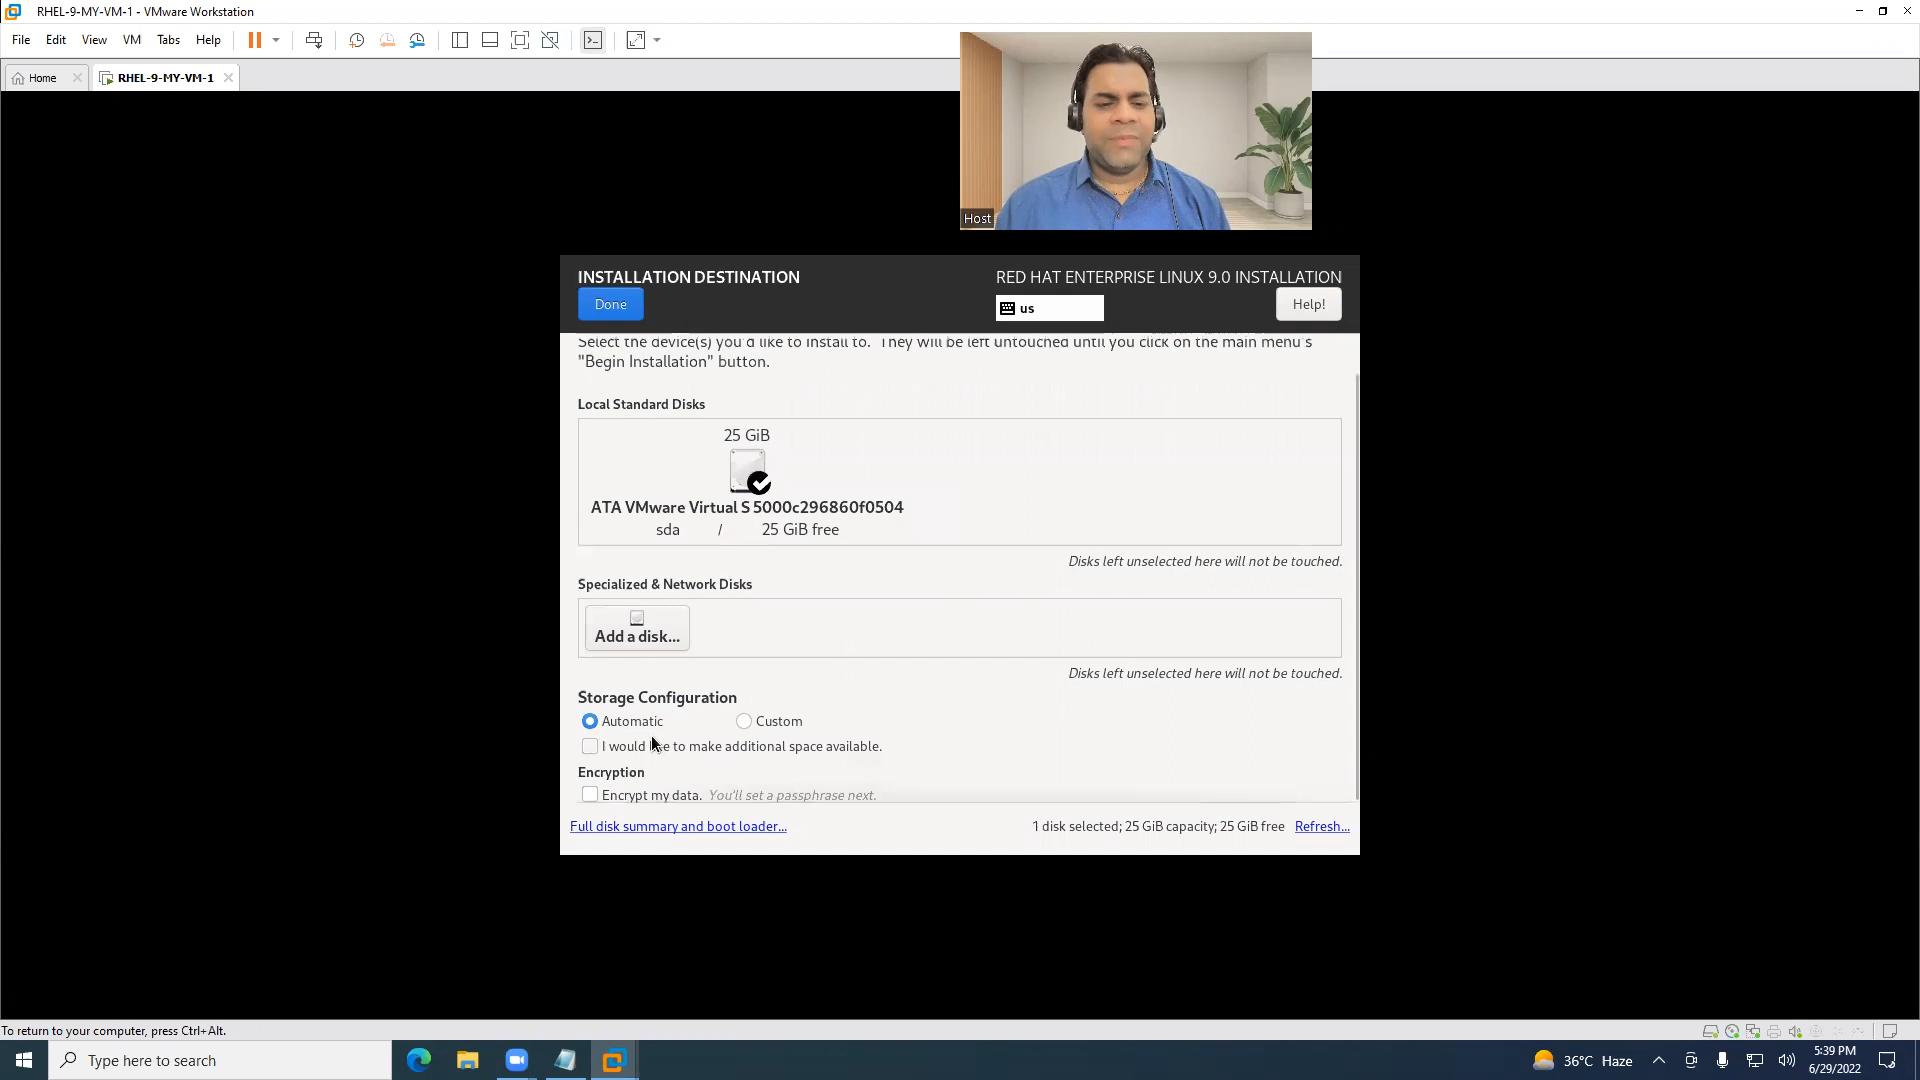 RHEL-9-MY-VM-1 - VMware Workstation
File Edit View VM Tabs Help
Home
RHEL-9-MY-VM-1
Host
INSTALLATION DESTINATION
RED HAT ENTERPRISE LINUX 9.0 INSTALLATION
Done
us
Help!
Select the device(s) you'd like to install to. They will be left untouched until you click on the main menu's
"Begin Installation" button.
Local Standard Disks
25 GiB
ATA VMware Virtual S 5000c296860f0504
sda / 25 GiB free
Disks left unselected here will not be touched.
Specialized & Network Disks
Add a disk...
Disks left unselected here will not be touched.
Storage Configuration
Automatic Custom
I would like to make additional space available.
Encryption
Encrypt my data. You'll set a passphrase next.
Full disk summary and boot loader...
1 disk selected; 25 GiB capacity; 25 GiB free Refresh...
To return to your computer, press Ctrl+Alt.
Type here to search
36°C Haze
5:39 PM
6/29/2022